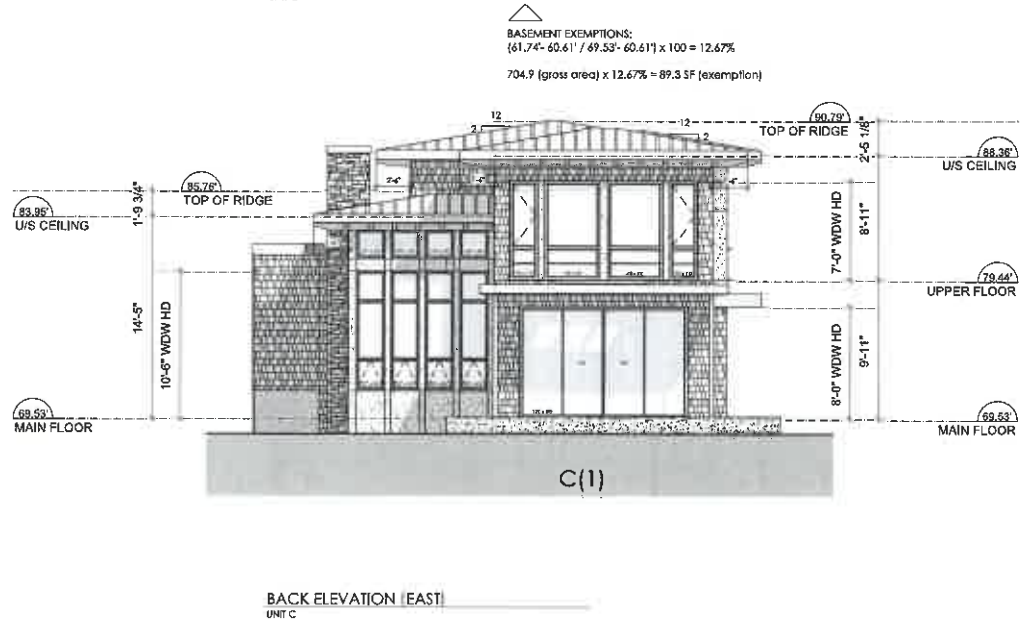 BASEMENT EXEMPTIONS:
(61.74'- 60.61' / 69.53'- 60.61') x 100 = 12.67%
704.9 (gross area) x 12.67% = 89.3 SF (exemption)
12
2
12
2
90.79'
TOP OF RIDGE
2'-5 1/8"
88.36'
U/S CEILING
85.76'
TOP OF RIDGE
1'-9 3/4"
83.95'
U/S CEILING
2'-6"
7'-0" WDW HD
8'-11"
79.44'
UPPER FLOOR
14'-5"
10'-6" WDW HD
8'-0" WDW HD
9'-11"
69.53'
MAIN FLOOR
69.53'
MAIN FLOOR
C(1)
BACK ELEVATION (EAST)
UNIT C